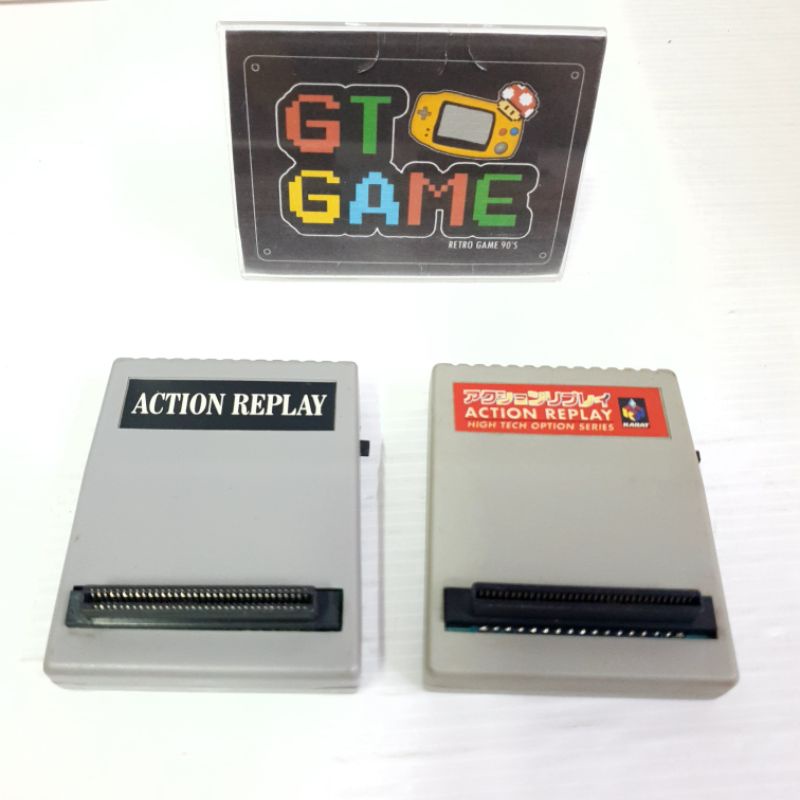 GT
GAME
RETRO GAME 90'S
ACTION REPLAY
アクションリプレイ
ACTION REPLAY
HIGH TECH OPTION SERIES
KARAT